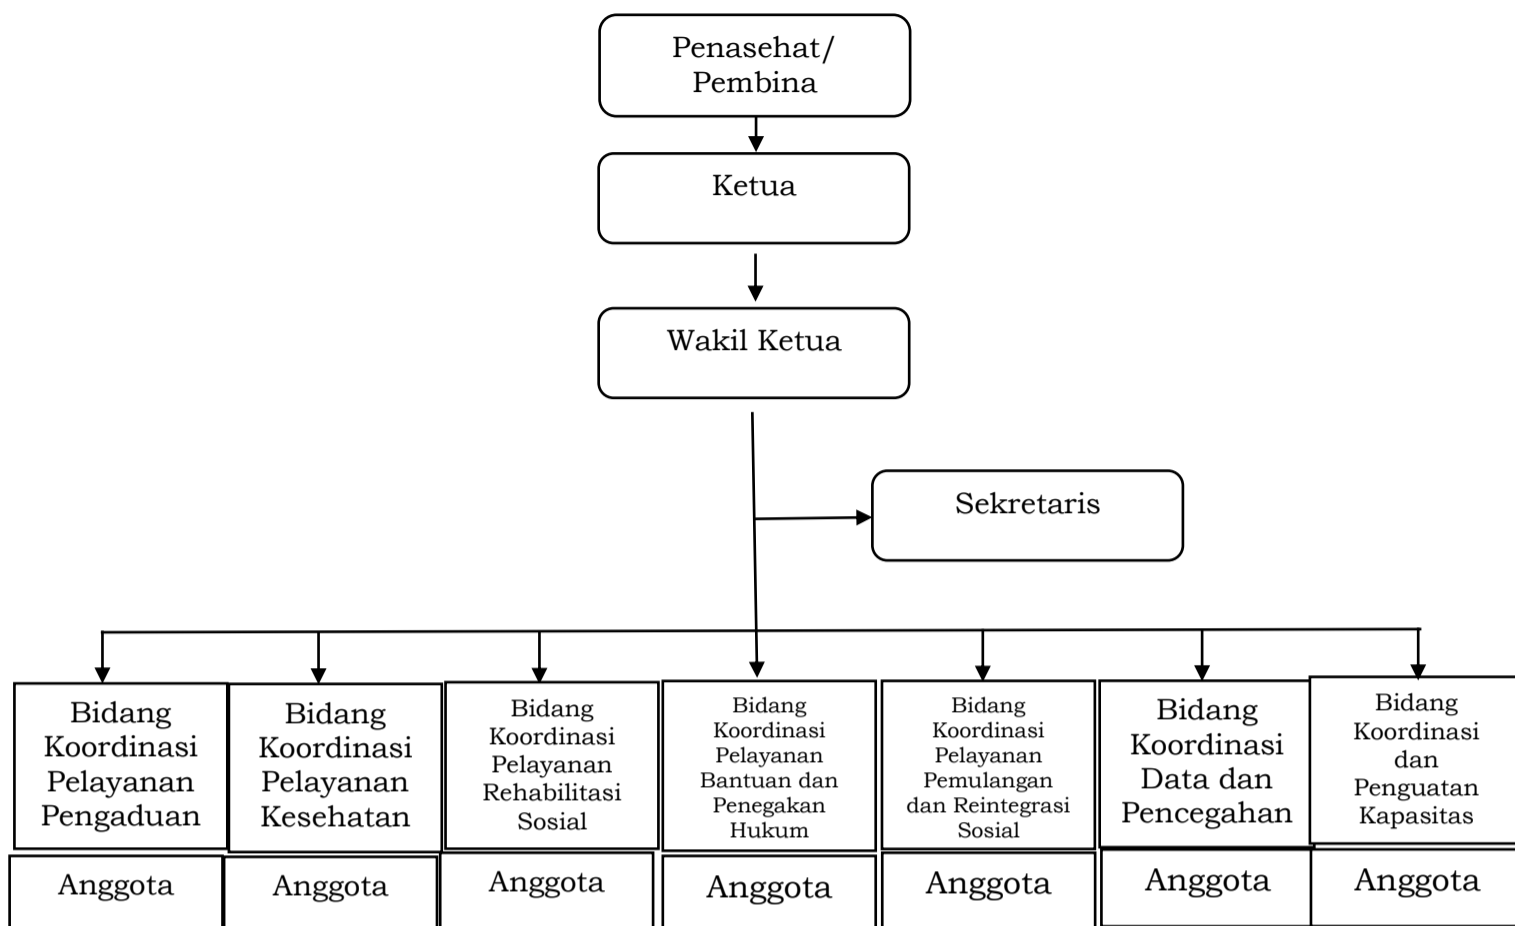 Penasehat/
Pembina
Ketua
Wakil Ketua
Sekretaris
Bidang
Koordinasi
Pelayanan
Pengaduan
Bidang
Koordinasi
Pelayanan
Kesehatan
Bidang
Koordinasi
Pelayanan
Rehabilitasi
Sosial
Bidang
Koordinasi
Pelayanan
Bantuan dan
Penegakan
Hukum
Bidang
Koordinasi
Pelayanan
Pemulangan
dan Reintegrasi
Sosial
Bidang
Koordinasi
Data dan
Pencegahan
Bidang
Koordinasi
dan
Penguatan
Kapasitas
Anggota
Anggota
Anggota
Anggota
Anggota
Anggota
Anggota